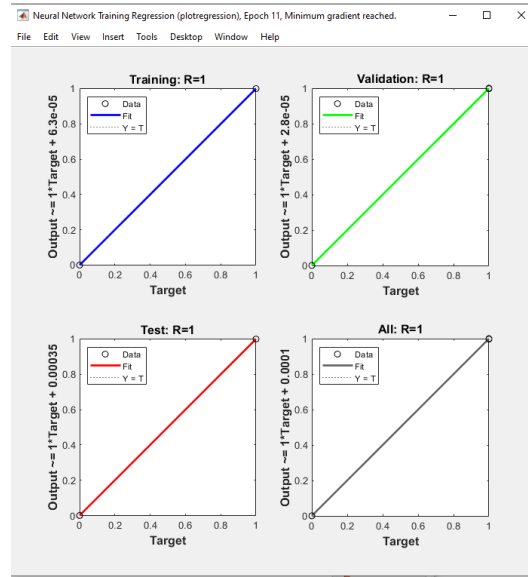 Neural Network Training Regression (plotregression), Epoch 11, Minimum gradient reached.
File Edit View Insert Tools Desktop Window Help
Training: R=1
Output ~= 1*Target + 6.3e-05
1
0.8
0.6
0.4
0.2
0
Data
Fit
Y = T
0 0.2 0.4 0.6 0.8 1
Target
Validation: R=1
Output ~= 1*Target + 2.8e-05
1
0.8
0.6
0.4
0.2
0
Data
Fit
Y = T
0 0.2 0.4 0.6 0.8 1
Target
Test: R=1
Output ~= 1*Target + 0.00035
1
0.8
0.6
0.4
0.2
0
Data
Fit
Y = T
0 0.2 0.4 0.6 0.8 1
Target
All: R=1
Output ~= 1*Target + 0.0001
1
0.8
0.6
0.4
0.2
0
Data
Fit
Y = T
0 0.2 0.4 0.6 0.8 1
Target